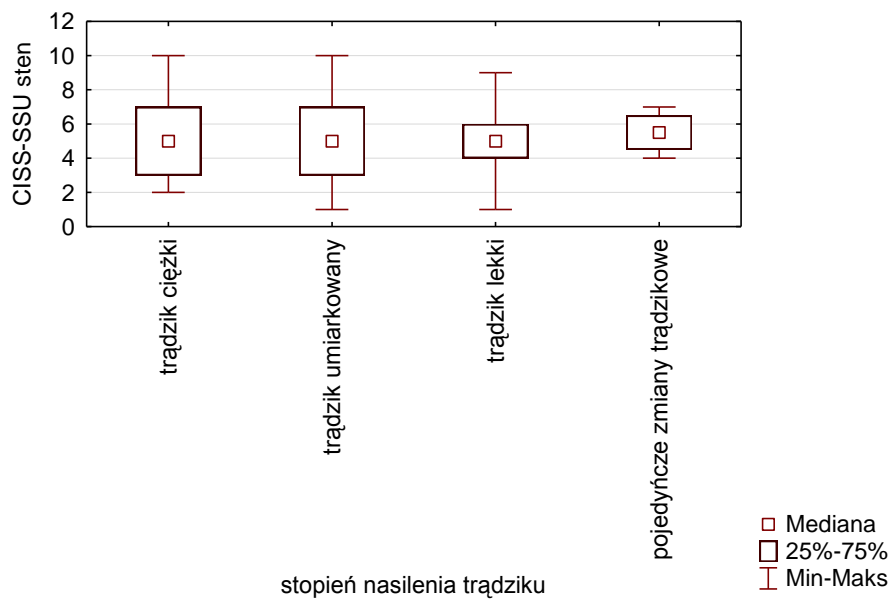 CISS-SSU sten
12
10
8
6
4
2
0
trądzik ciężki
trądzik umiarkowany
trądzik lekki
pojedyńcze zmiany trądzikowe
stopień nasilenia trądziku
Mediana
25%-75%
Min-Maks